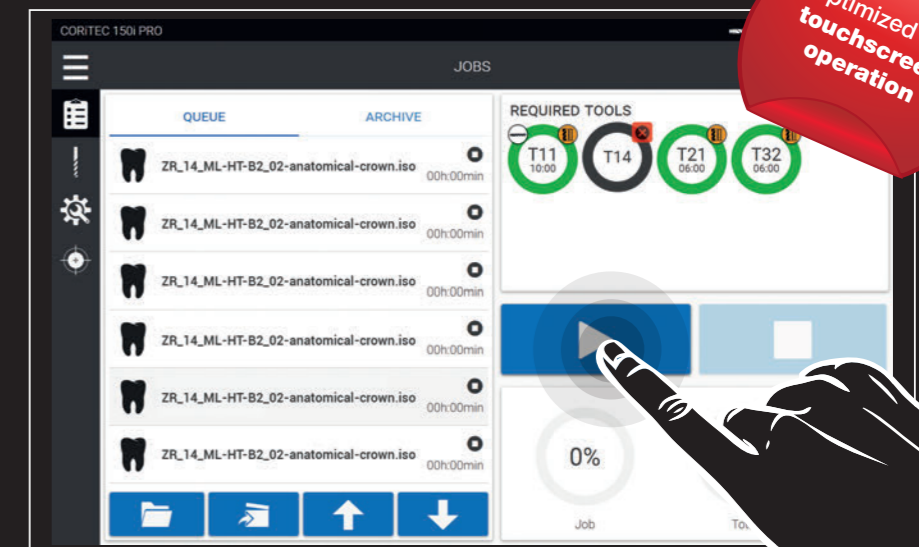 CORiTEC 150i PRO
JOBS
touchscree
operation
QUEUE
ARCHIVE
ZR_14_ML-HT-B2_02-anatomical-crown.iso
00h:00min
ZR_14_ML-HT-B2_02-anatomical-crown.iso
00h:00min
ZR_14_ML-HT-B2_02-anatomical-crown.iso
00h:00min
ZR_14_ML-HT-B2_02-anatomical-crown.iso
00h:00min
ZR_14_ML-HT-B2_02-anatomical-crown.iso
00h:00min
ZR_14_ML-HT-B2_02-anatomical-crown.iso
00h:00min
REQUIRED TOOLS
T11
10:00
T14
T21
06:00
T32
06:00
0%
Job